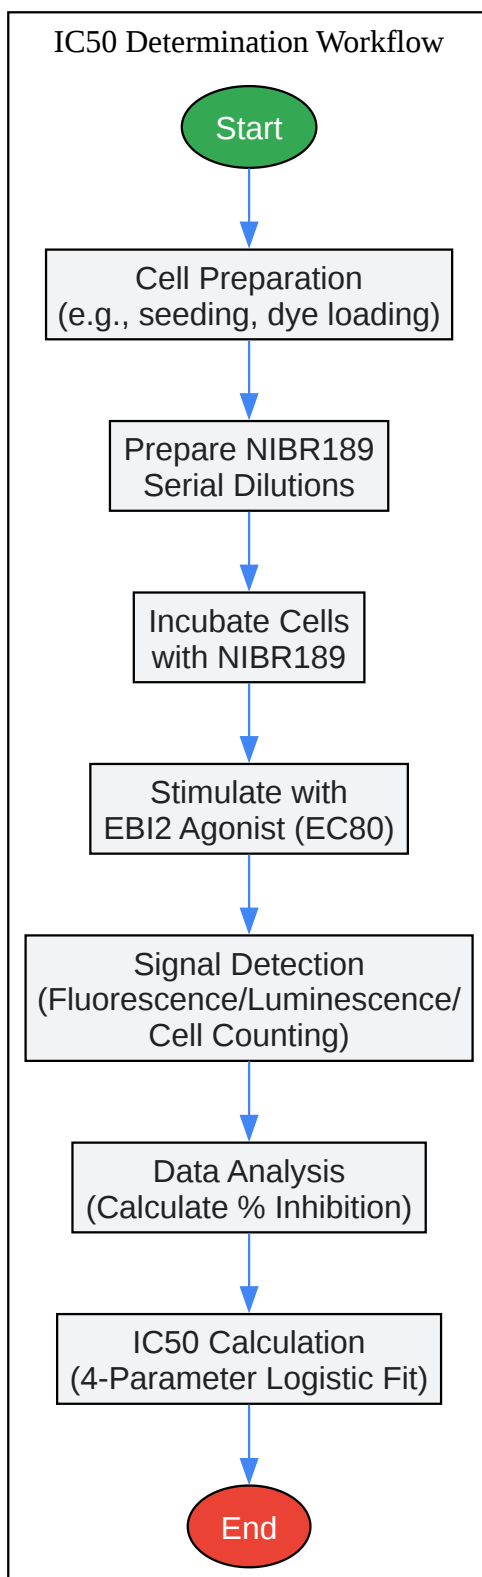 IC50 Determination Workflow
Start
Cell Preparation
(e.g., seeding, dye loading)
Prepare NIBR189
Serial Dilutions
Incubate Cells
with NIBR189
Stimulate with
EBI2 Agonist (EC80)
Signal Detection
(Fluorescence/Luminescence/
Cell Counting)
Data Analysis
(Calculate % Inhibition)
IC50 Calculation
(4-Parameter Logistic Fit)
End